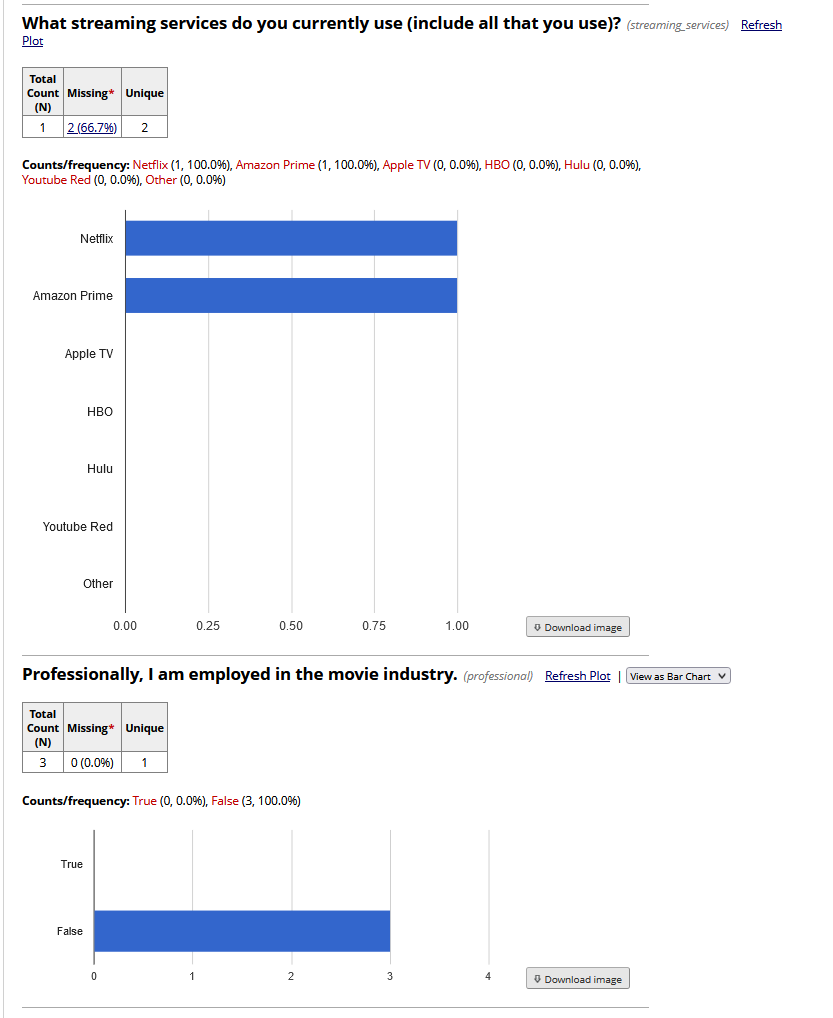 What streaming services do you currently use (include all that you use)? (streaming_services) Refresh
Plot
Total Count (N) Missing* Unique
1 2 (66.7%) 2
Counts/frequency: Netflix (1, 100.0%), Amazon Prime (1, 100.0%), Apple TV (0, 0.0%), HBO (0, 0.0%), Hulu (0, 0.0%),
Youtube Red (0, 0.0%), Other (0, 0.0%)
Netflix
Amazon Prime
Apple TV
HBO
Hulu
Youtube Red
Other
0.00 0.25 0.50 0.75 1.00
Download image
Professionally, I am employed in the movie industry. (professional) Refresh Plot | View as Bar Chart
Total Count (N) Missing* Unique
3 0 (0.0%) 1
Counts/frequency: True (0, 0.0%), False (3, 100.0%)
True
False
0 1 2 3 4
Download image